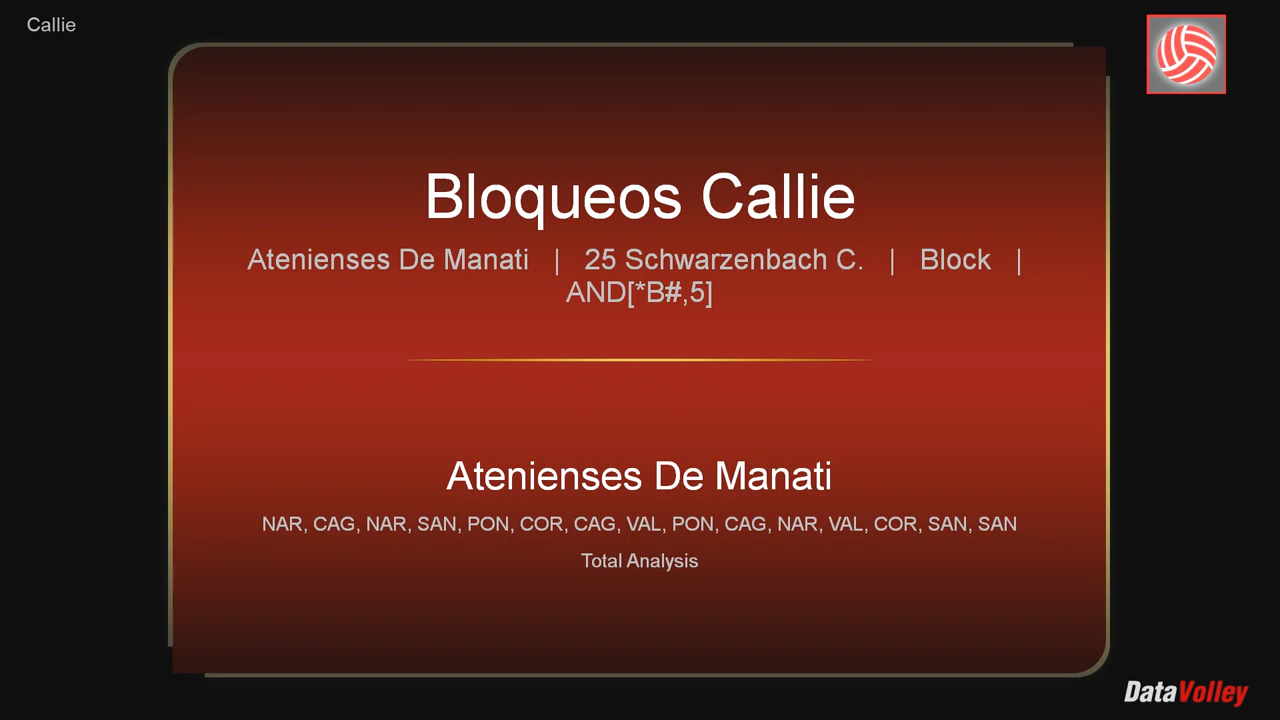 Callie
Bloqueos Callie
Atenienses De Manati | 25 Schwarzenbach C. | Block |
AND[*B#,5]
Atenienses De Manati
NAR, CAG, NAR, SAN, PON, COR, CAG, VAL, PON, CAG, NAR, VAL, COR, SAN, SAN
Total Analysis
DataVolley